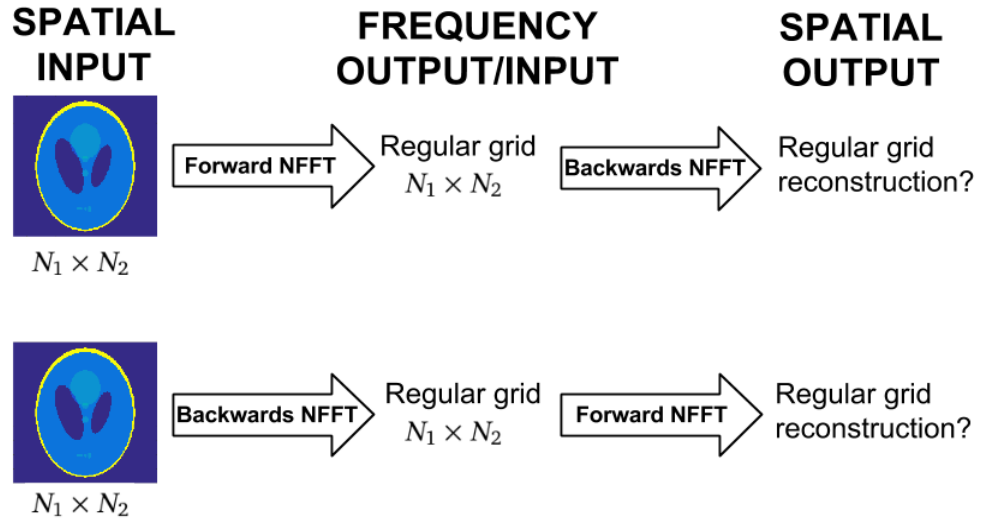 SPATIAL
INPUT
FREQUENCY
OUTPUT/INPUT
SPATIAL
OUTPUT
Forward NFFT
Regular grid
N₁ × N₂
Backwards NFFT
Regular grid
reconstruction?
N₁ × N₂
Backwards NFFT
Regular grid
N₁ × N₂
Forward NFFT
Regular grid
reconstruction?
N₁ × N₂